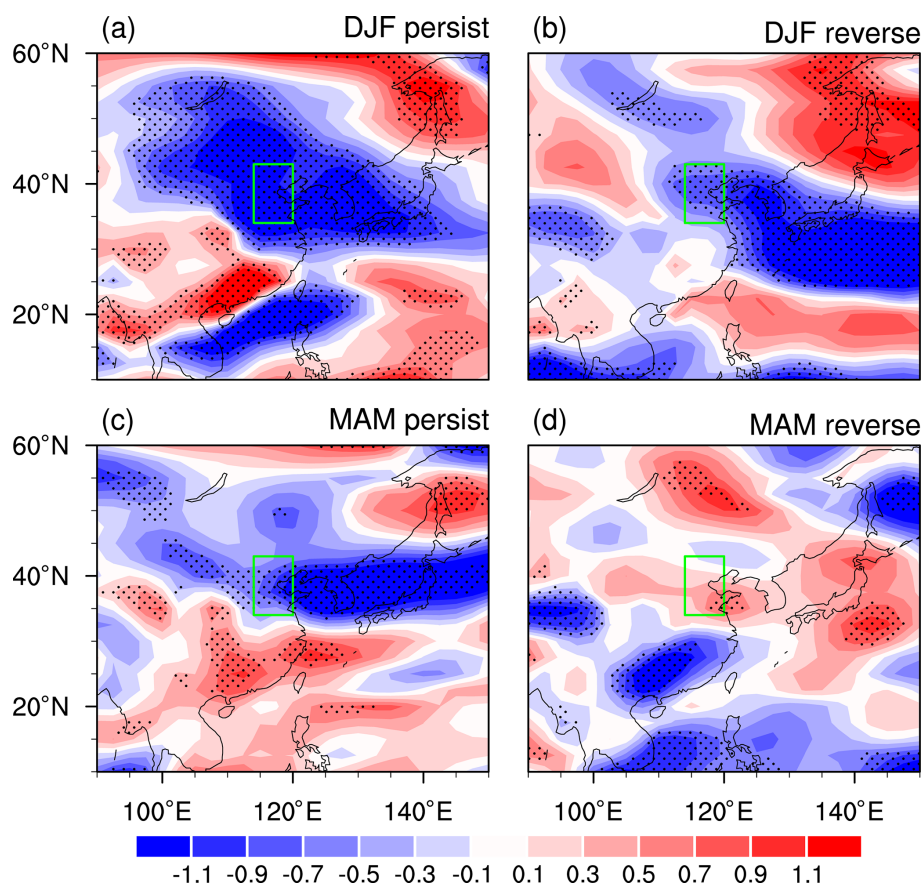 (a) DJF persist (b) DJF reverse
60°N
40°N
20°N
(c) MAM persist (d) MAM reverse
60°N
40°N
20°N
100°E 120°E 140°E 100°E 120°E 140°E
-1.1 -0.9 -0.7 -0.5 -0.3 -0.1 0.1 0.3 0.5 0.7 0.9 1.1